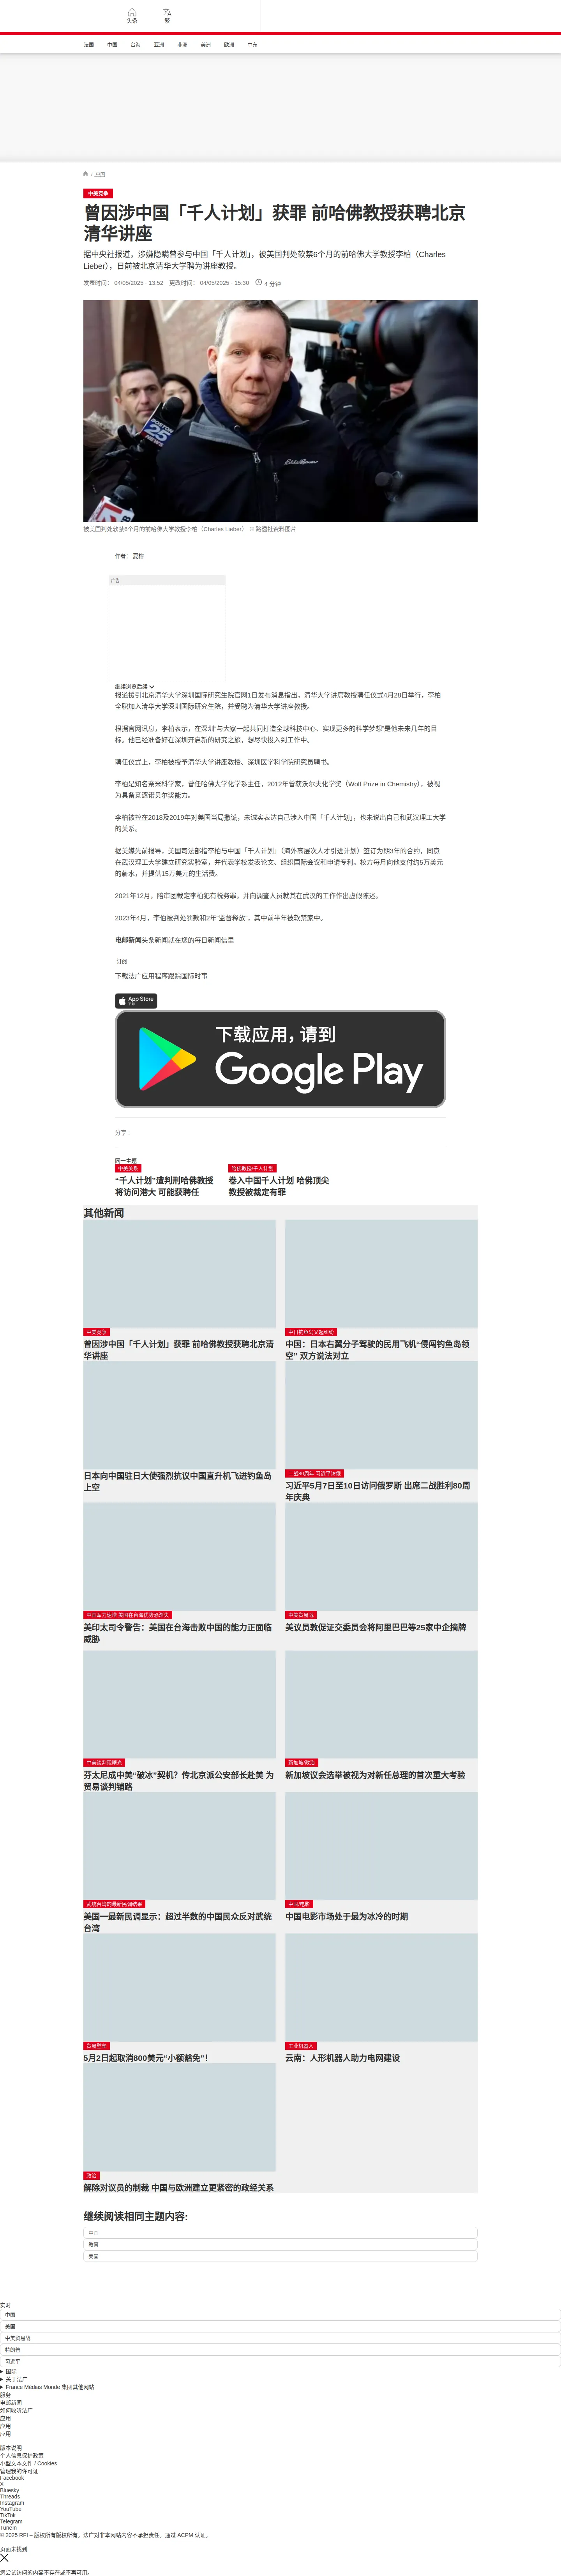 头条
繁
法国 中国 台海 亚洲 非洲 美洲 欧洲 中东
/ 中国
中美竞争
曾因涉中国「千人计划」获罪 前哈佛教授获聘北京
清华讲座
据中央社报道，涉嫌隐瞒曾参与中国「千人计划」，被美国判处软禁6个月的前哈佛大学教授李柏（Charles
Lieber），日前被北京清华大学聘为讲座教授。
发表时间： 04/05/2025 - 13:52 更改时间： 04/05/2025 - 15:30 4 分钟
BOSTON
25
NEWS
Eddie Bauer
被美国判处软禁6个月的前哈佛大学教授李柏（Charles Lieber） © 路透社资料图片
作者： 夏榕
广告
继续浏览后续
报道援引北京清华大学深圳国际研究生院官网1日发布消息指出，清华大学讲席教授聘任仪式4月28日举行，李柏
全职加入清华大学深圳国际研究生院，并受聘为清华大学讲座教授。
根据官网讯息，李柏表示，在深圳“与大家一起共同打造全球科技中心、实现更多的科学梦想”是他未来几年的目
标。他已经准备好在深圳开启新的研究之旅，想尽快投入到工作中。
聘任仪式上，李柏被授予清华大学讲座教授、深圳医学科学院研究员聘书。
李柏是知名奈米科学家，曾任哈佛大学化学系主任，2012年曾获沃尔夫化学奖（Wolf Prize in Chemistry），被视
为具备竞逐诺贝尔奖能力。
李柏被控在2018及2019年对美国当局撒谎，未诚实表达自己涉入中国「千人计划」，也未说出自己和武汉理工大学
的关系。
据美媒先前报导，美国司法部指李柏与中国「千人计划」（海外高层次人才引进计划）签订为期3年的合约，同意
在武汉理工大学建立研究实验室，并代表学校发表论文、组织国际会议和申请专利。校方每月向他支付约5万美元
的薪水，并提供15万美元的生活费。
2021年12月，陪审团裁定李柏犯有税务罪，并向调查人员就其在武汉的工作作出虚假陈述。
2023年4月，李伯被判处罚款和2年“监督释放”，其中前半年被软禁家中。
电邮新闻头条新闻就在您的每日新闻信里
订阅
下载法广应用程序跟踪国际时事
App Store
下载
下载应用，请到
Google Play
分享 :
同一主题
中美关系
“千人计划”遭判刑哈佛教授
将访问港大 可能获聘任
哈佛教授/千人计划
卷入中国千人计划 哈佛顶尖
教授被裁定有罪
其他新闻
中美竞争
曾因涉中国「千人计划」获罪 前哈佛教授获聘北京清
华讲座
中日钓鱼岛又起纠纷
中国：日本右翼分子驾驶的民用飞机“侵闯钓鱼岛领
空” 双方说法对立
日本向中国驻日大使强烈抗议中国直升机飞进钓鱼岛
上空
二战80周年 习近平访俄
习近平5月7日至10日访问俄罗斯 出席二战胜利80周
年庆典
中国军力递增 美国在台海优势恐渐失
美印太司令警告：美国在台海击败中国的能力正面临
威胁
中美贸易战
美议员敦促证交委员会将阿里巴巴等25家中企摘牌
中美谈判现曙光
芬太尼成中美“破冰”契机？传北京派公安部长赴美 为
贸易谈判铺路
新加坡/政治
新加坡议会选举被视为对新任总理的首次重大考验
武统台湾的最新民调结果
美国一最新民调显示：超过半数的中国民众反对武统
台湾
中国/电影
中国电影市场处于最为冰冷的时期
贸易壁垒
5月2日起取消800美元“小额豁免”！
工业机器人
云南：人形机器人助力电网建设
政治
解除对议员的制裁 中国与欧洲建立更紧密的政经关系
继续阅读相同主题内容:
中国
教育
美国
实时
中国
美国
中美贸易战
特朗普
习近平
国际
关于法广
France Médias Monde 集团其他网站
服务
电邮新闻
如何收听法广
应用
应用
应用
版本说明
个人信息保护政策
小型文本文件 / Cookies
管理我的许可证
Facebook
X
Bluesky
Threads
Instagram
YouTube
TikTok
Telegram
TuneIn
© 2025 RFI – 版权所有版权所有。法广对非本网站内容不承担责任。通过 ACPM 认证。
页面未找到
您尝试访问的内容不存在或不再可用。